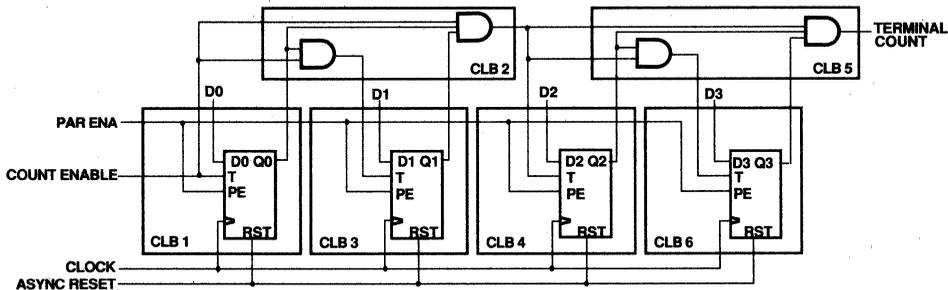 TERMINAL
COUNT
CLB 2
CLB 5
D0
D1
D2
D3
PAR ENA
D0 Q0
D1 Q1
D2 Q2
D3 Q3
COUNT ENABLE
T
T
T
T
PE
PE
PE
PE
RST
RST
RST
RST
CLB 1
CLB 3
CLB 4
CLB 6
CLOCK
ASYNC RESET